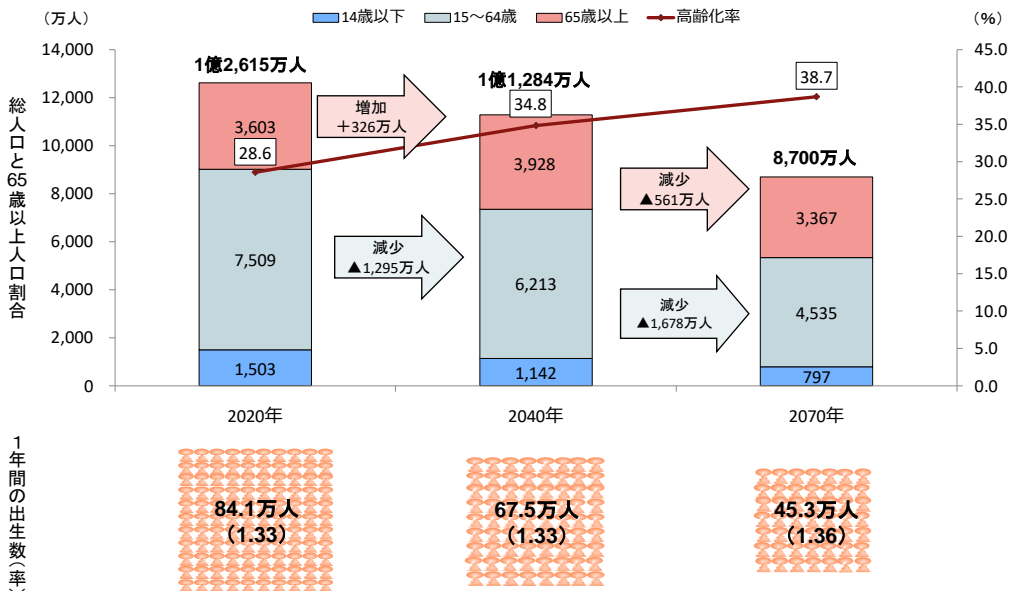 (万人)
14歳以下
15～64歳
65歳以上
高齢化率
(%)
総人口と65歳以上人口割合
14,000
12,000
10,000
8,000
6,000
4,000
2,000
0
45.0
40.0
35.0
30.0
25.0
20.0
15.0
10.0
5.0
0.0
1億2,615万人
3,603
28.6
7,509
1,503
増加
＋326万人
減少
▲1,295万人
1億1,284万人
34.8
3,928
6,213
1,142
減少
▲561万人
減少
▲1,678万人
38.7
8,700万人
3,367
4,535
797
2020年
2040年
2070年
1年間の出生数(率)
84.1万人
（1.33）
67.5万人
（1.33）
45.3万人
（1.36）